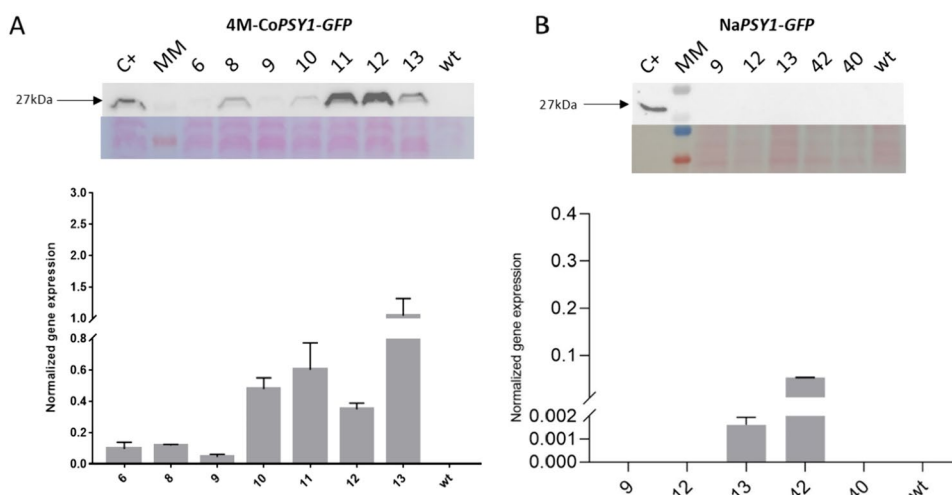 A
4M-CoPSY1-GFP
C+ MM 6 8 9 10 11 12 13 wt
27kDa
Normalized gene expression
3.0
2.5
2.0
1.5
1.0
0.8
0.6
0.4
0.2
0.0
6 8 9 10 11 12 13 wt
B
NaPSY1-GFP
C+ MM 9 12 13 42 40 wt
27kDa
Normalized gene expression
0.4
0.3
0.2
0.1
0.002
0.001
0.000
9 12 13 42 40 wt